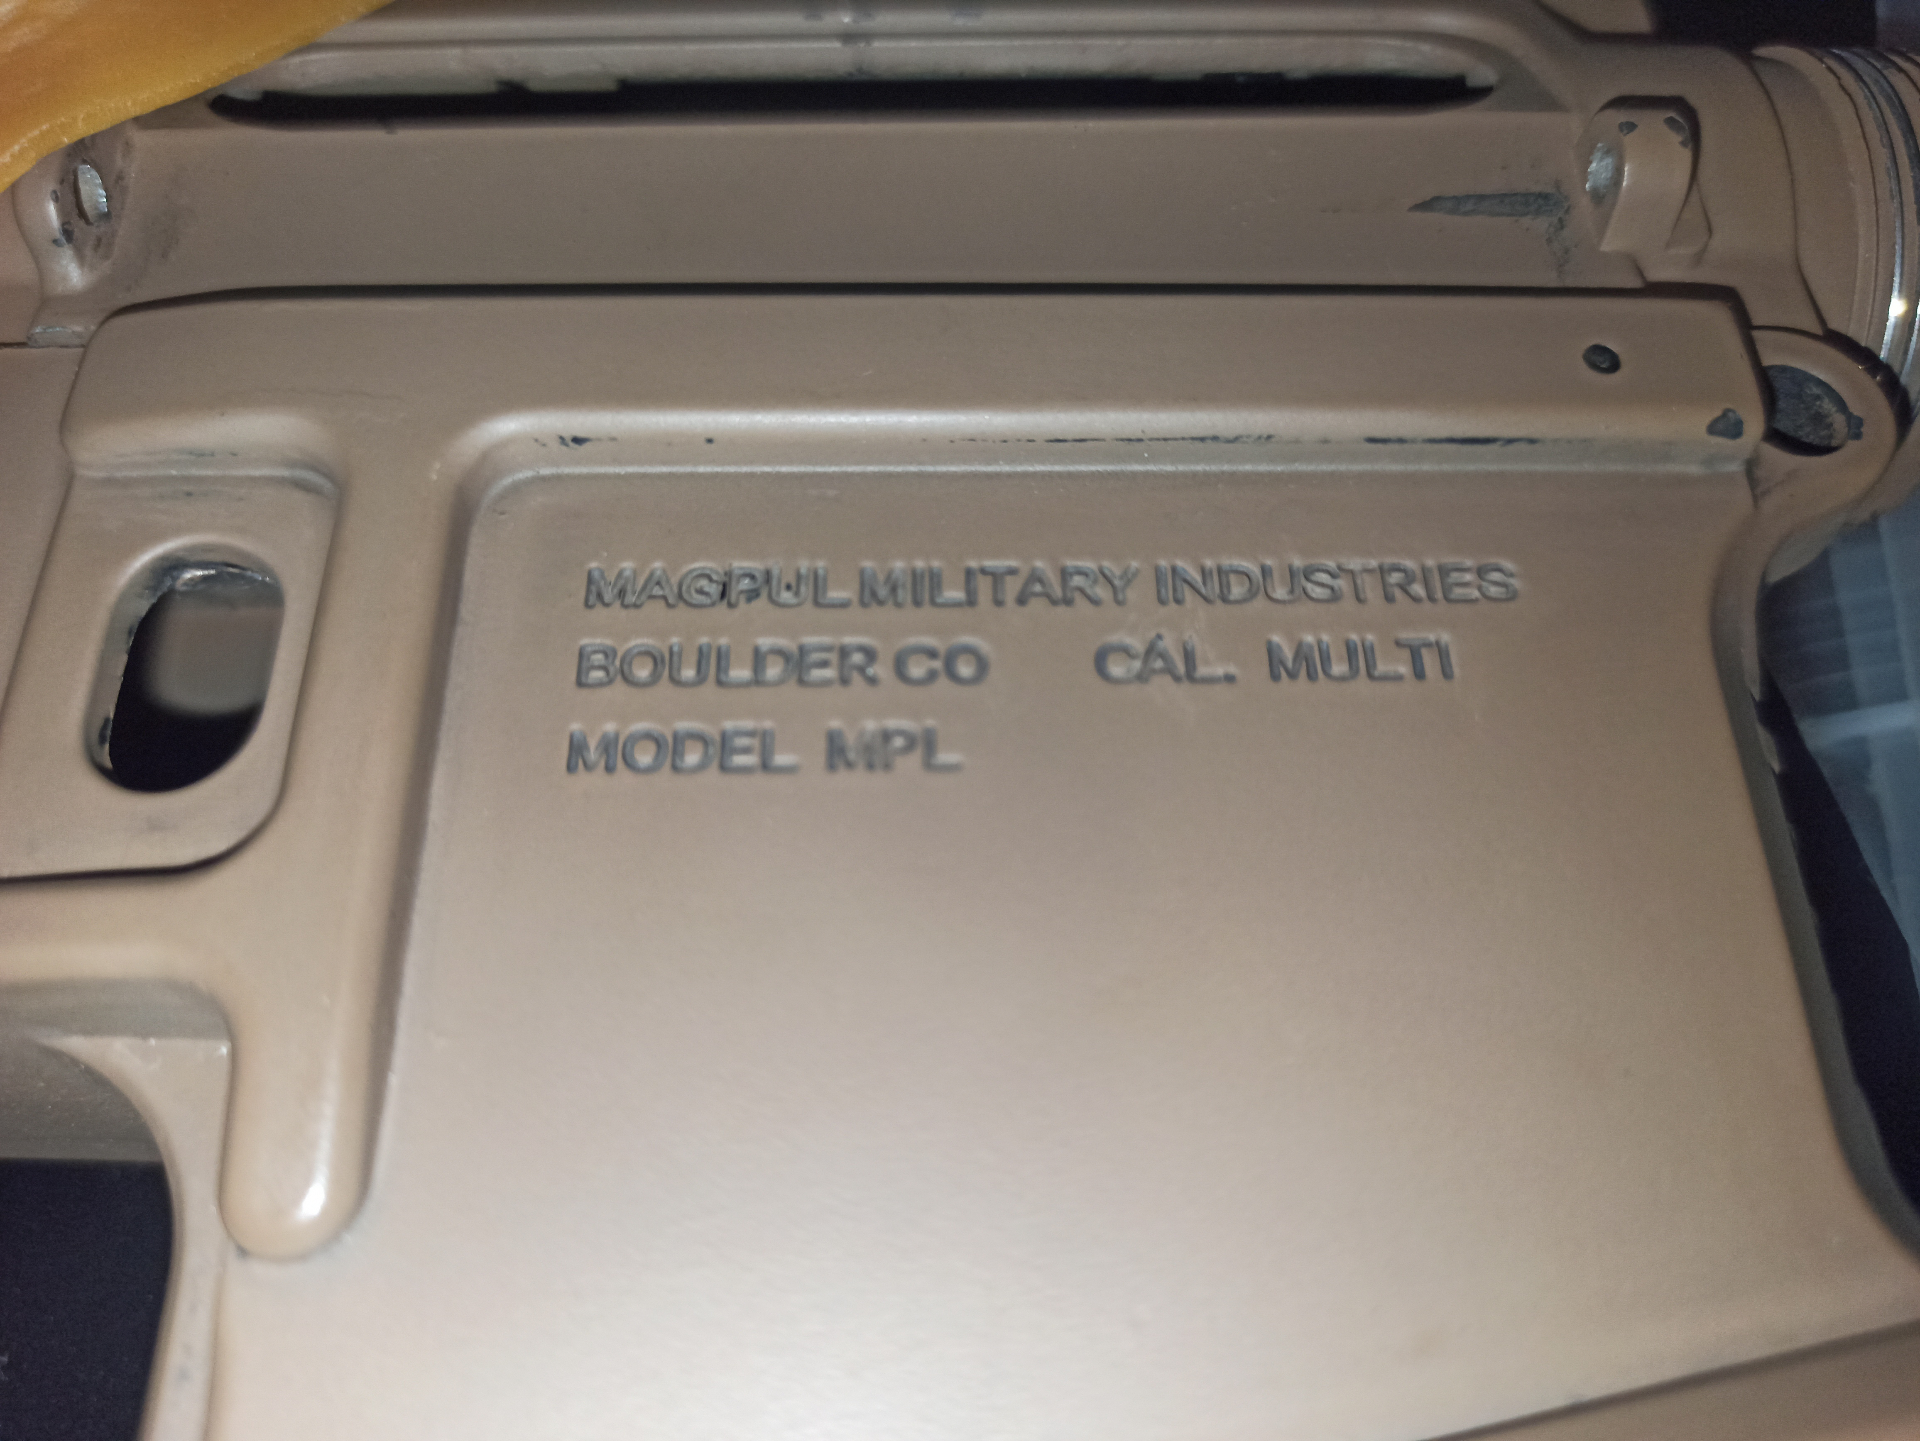 MAGPUL MILITARY INDUSTRIES
BOULDER CO CAL. MULTI
MODEL MPL